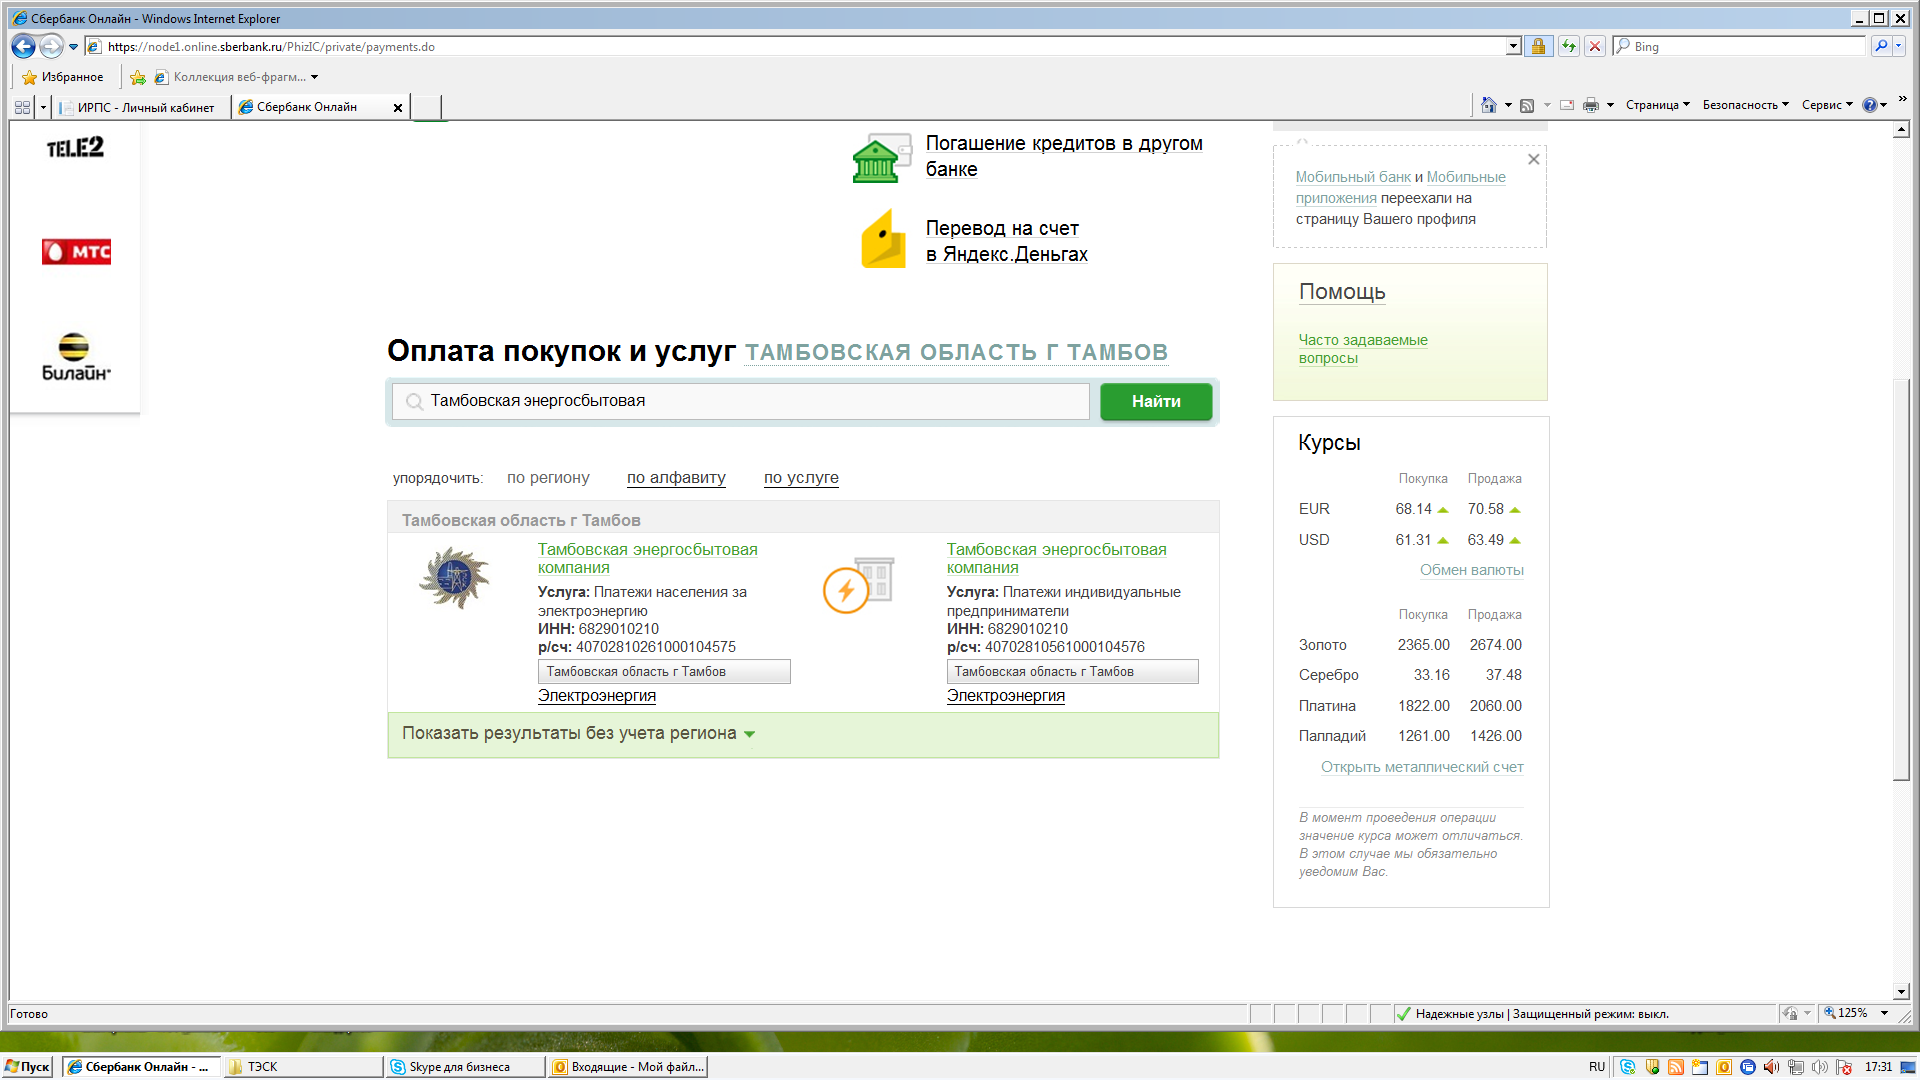 Сбербанк Онлайн - Windows Internet Explorer
https://node1.online.sberbank.ru/PhizIC/private/payments.do
Bing
Избранное
Коллекция веб-фрагм...
ИРПС - Личный кабинет
Сбербанк Онлайн
Страница
Безопасность
Сервис
TELE2
МТС
Билайн
Погашение кредитов в другом
банке
Перевод на счет
в Яндекс.Деньгах
Оплата покупок и услуг ТАМБОВСКАЯ ОБЛАСТЬ Г ТАМБОВ
Тамбовская энергосбытовая
Найти
упорядочить: по региону по алфавиту по услуге
Тамбовская область г Тамбов
Тамбовская энергосбытовая
компания
Услуга: Платежи населения за
электроэнергию
ИНН: 6829010210
р/сч: 40702810261000104575
Тамбовская область г Тамбов
Электроэнергия
Тамбовская энергосбытовая
компания
Услуга: Платежи индивидуальные
предприниматели
ИНН: 6829010210
р/сч: 40702810561000104576
Тамбовская область г Тамбов
Электроэнергия
Показать результаты без учета региона
Мобильный банк и Мобильные
приложения переехали на
страницу Вашего профиля
Помощь
Часто задаваемые
вопросы
Курсы
Покупка Продажа
EUR 68.14 70.58
USD 61.31 63.49
Обмен валюты
Покупка Продажа
Золото 2365.00 2674.00
Серебро 33.16 37.48
Платина 1822.00 2060.00
Палладий 1261.00 1426.00
Открыть металлический счет
В момент проведения операции
значение курса может отличаться.
В этом случае мы обязательно
уведомим Вас.
Готово
Надежные узлы | Защищенный режим: выкл.
125%
Пуск
Сбербанк Онлайн - ...
ТЭСК
Skype для бизнеса
Входящие - Мой файл...
RU
17:31